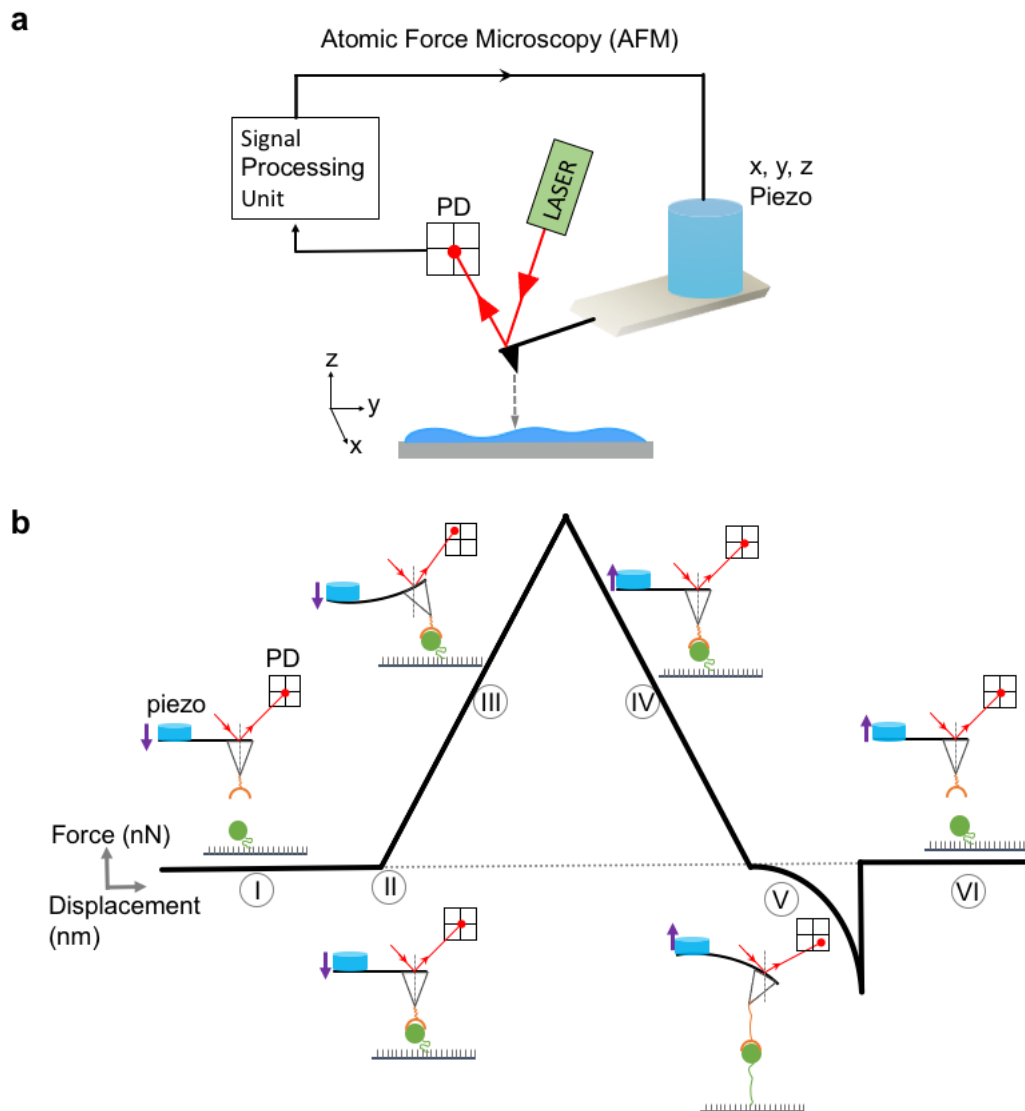 a
Atomic Force Microscopy (AFM)
Signal
Processing
Unit
PD
LASER
x, y, z
Piezo
z
y
x
b
PD
piezo
III
IV
Force (nN)
Displacement
(nm)
I
II
V
VI